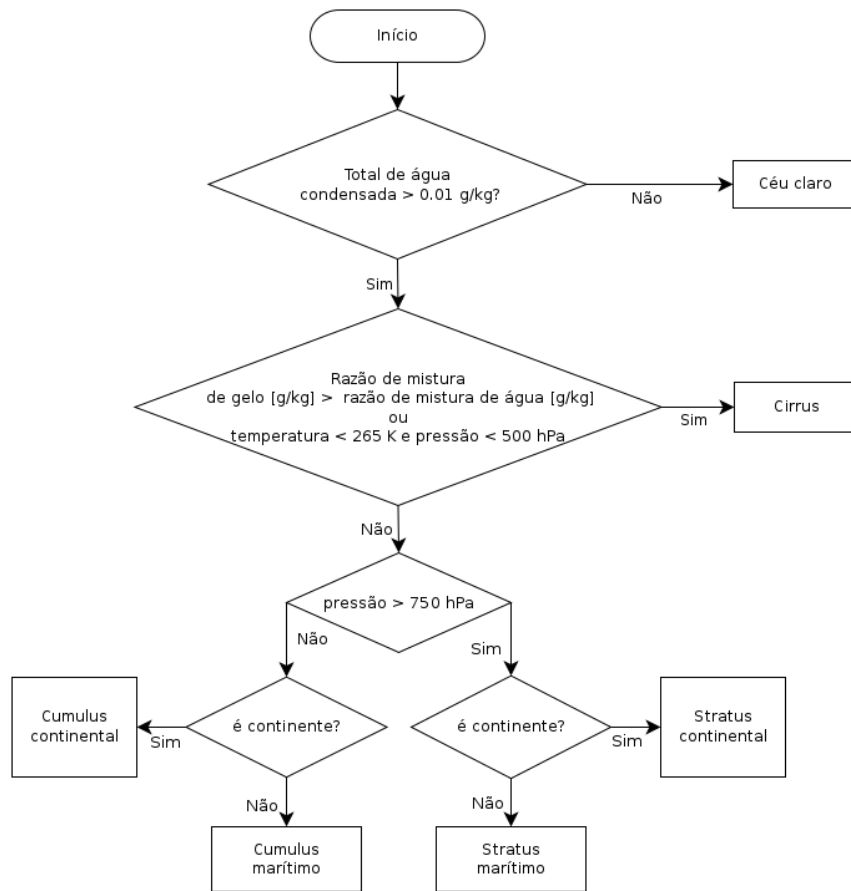 Início
Total de água
condensada > 0.01 g/kg?
Não
Céu claro
Sim
Razão de mistura
de gelo [g/kg] > razão de mistura de água [g/kg]
ou
temperatura < 265 K e pressão < 500 hPa
Sim
Cirrus
Não
pressão > 750 hPa
Não
Sim
Cumulus
continental
Sim
é continente?
é continente?
Sim
Stratus
continental
Não
Não
Cumulus
marítimo
Stratus
marítimo